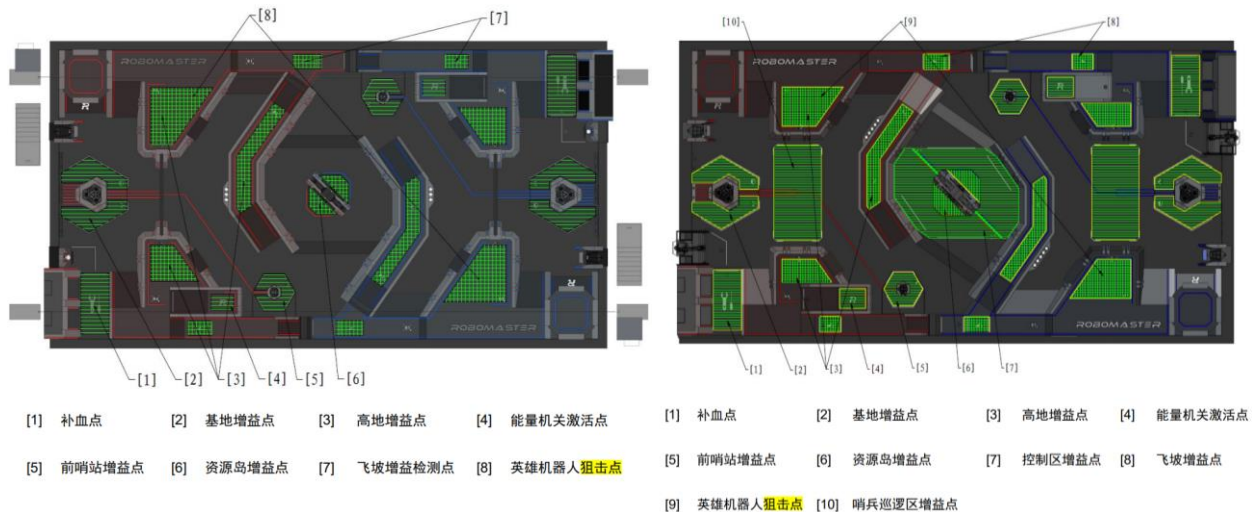 [8]
[7]
ROBOMASTER
R
R
ROBOMASTER
R
[1]
[2]
[3]
[4]
[5]
[6]
[1] 补血点 [2] 基地增益点 [3] 高地增益点 [4] 能量机关激活点
[5] 前哨站增益点 [6] 资源岛增益点 [7] 飞坡增益检测点 [8] 英雄机器人狙击点
[10]
[9]
[8]
ROBOMASTER
R
R
R
R
ROBOMASTER
[1]
[2]
[3]
[4]
[5]
[6]
[7]
[1] 补血点 [2] 基地增益点 [3] 高地增益点 [4] 能量机关激活点
[5] 前哨站增益点 [6] 资源岛增益点 [7] 控制区增益点 [8] 飞坡增益点
[9] 英雄机器人狙击点 [10] 哨兵巡逻区增益点